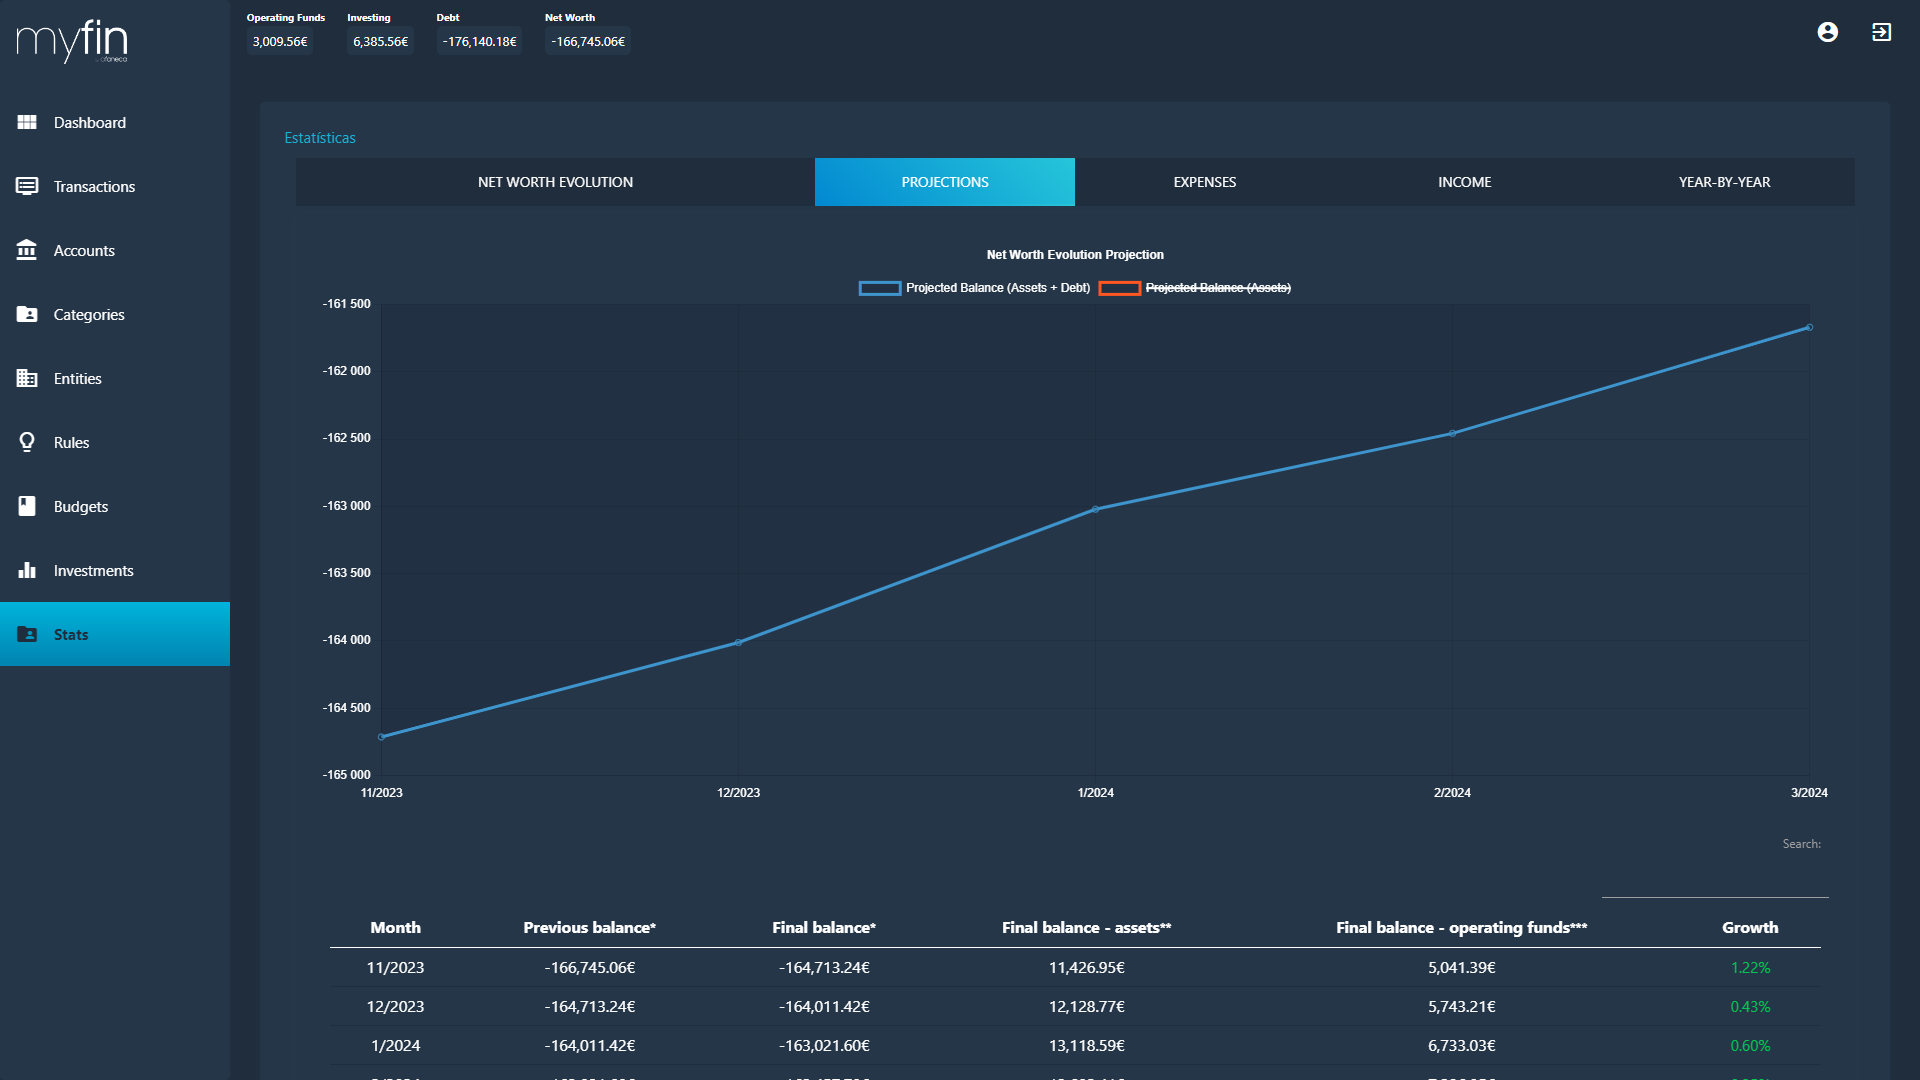 myfin
afaneca
Operating Funds
3,009.56€
Investing
6,385.56€
Debt
-176,140.18€
Net Worth
-166,745.06€
Dashboard
Transactions
Accounts
Categories
Entities
Rules
Budgets
Investments
Stats
Estatísticas
NET WORTH EVOLUTION
PROJECTIONS
EXPENSES
INCOME
YEAR-BY-YEAR
Net Worth Evolution Projection
Projected Balance (Assets + Debt)
Projected Balance (Assets)
-161 500
-162 000
-162 500
-163 000
-163 500
-164 000
-164 500
-165 000
11/2023 12/2023 1/2024 2/2024 3/2024
Search:
Month Previous balance* Final balance* Final balance - assets** Final balance - operating funds*** Growth
11/2023 -166,745.06€ -164,713.24€ 11,426.95€ 5,041.39€ 1.22%
12/2023 -164,713.24€ -164,011.42€ 12,128.77€ 5,743.21€ 0.43%
1/2024 -164,011.42€ -163,021.60€ 13,118.59€ 6,733.03€ 0.60%